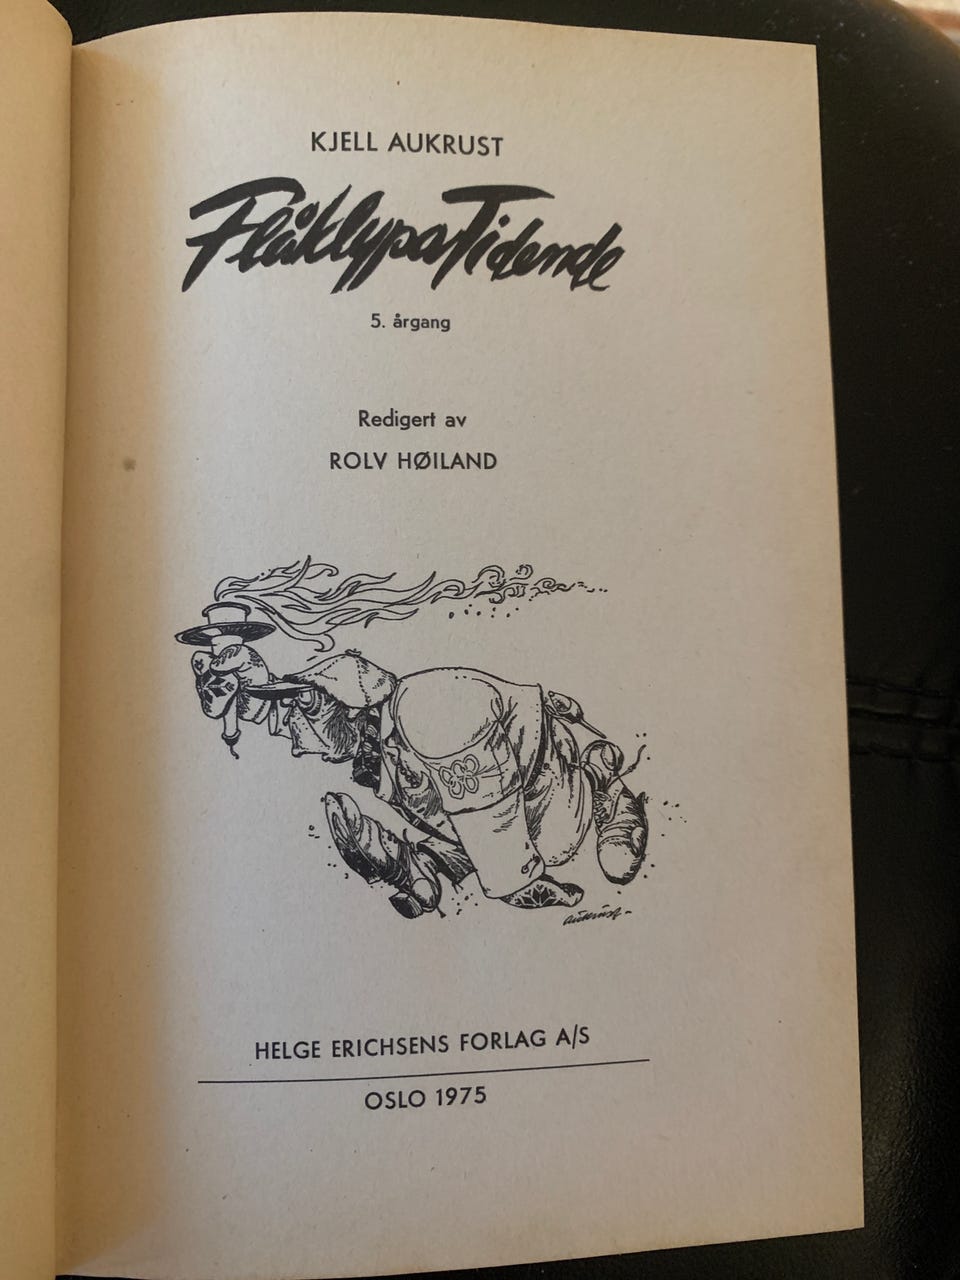 KJELL AUKRUST
Flåklypa Tidende
5. årgang
Redigert av
ROLV HØILAND
aukrust-
HELGE ERICHSENS FORLAG A/S
OSLO 1975